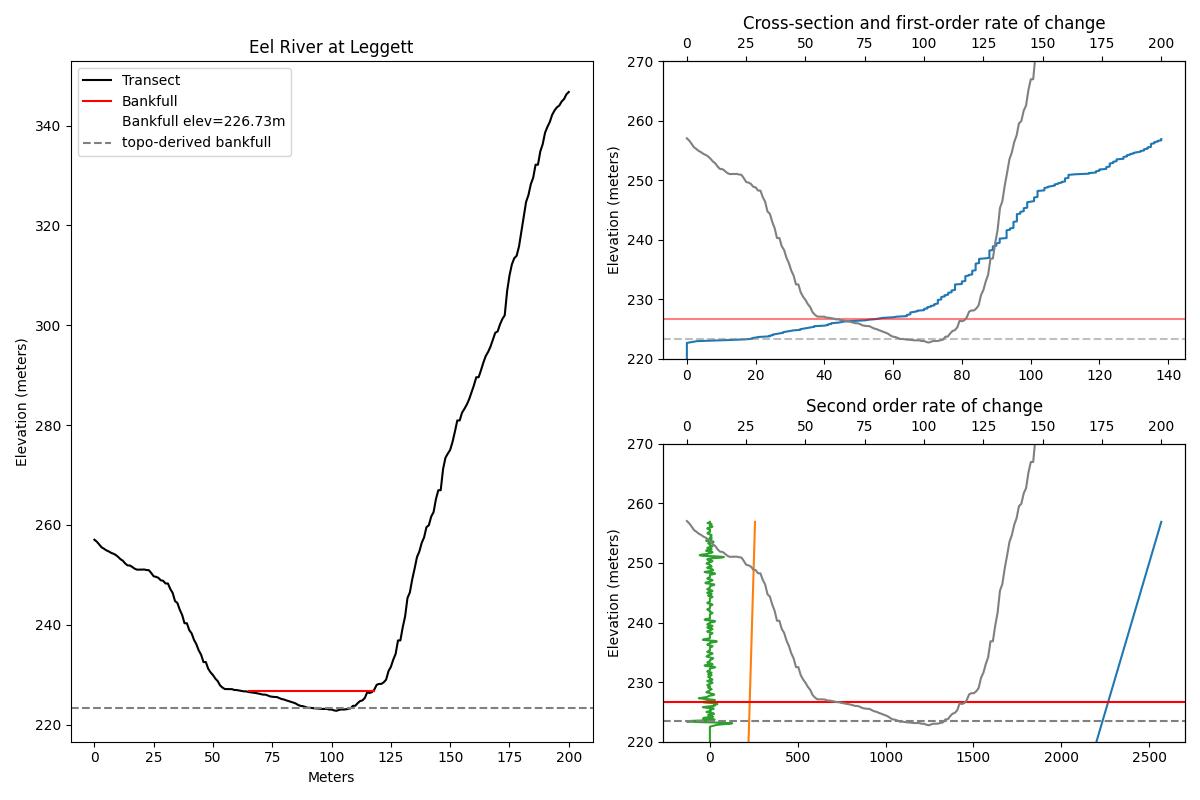 Eel River at Leggett
Transect
Bankfull
Bankfull elev=226.73m
topo-derived bankfull
Elevation (meters)
340
320
300
280
260
240
220
0 25 50 75 100 125 150 175 200
Meters
Cross-section and first-order rate of change
0 25 50 75 100 125 150 175 200
Elevation (meters)
270
260
250
240
230
220
0 20 40 60 80 100 120 140
Second order rate of change
0 25 50 75 100 125 150 175 200
Elevation (meters)
270
260
250
240
230
220
0 500 1000 1500 2000 2500